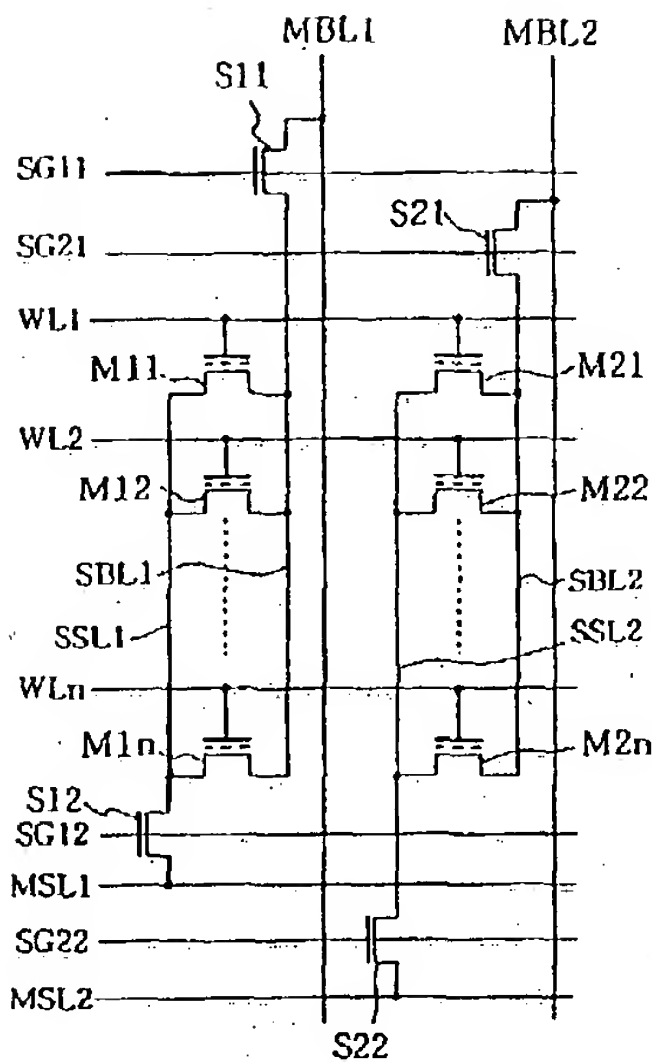 MBL1 MBL2
S11
SG11
S21
SG21
WL1
M11 M21
WL2
M12 M22
SBL1 SBL2
SSL1 SSL2
WLn
M1n M2n
S12
SG12
MSL1
SG22
MSL2
S22